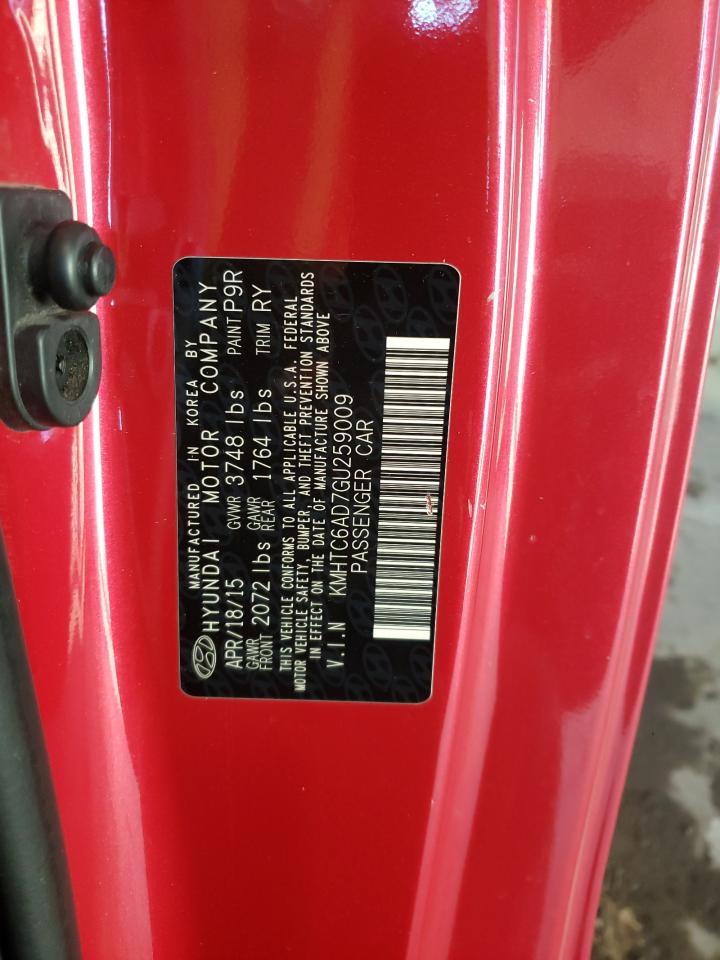 MANUFACTURED IN KOREA BY
HYUNDAI MOTOR COMPANY
APR/18/15 GVWR 3748 lbs PAINT P9R
GAWR FRONT 2072 lbs GAWR REAR 1764 lbs TRIM RY
THIS VEHICLE CONFORMS TO ALL APPLICABLE U.S.A. FEDERAL
MOTOR VEHICLE SAFETY, BUMPER, AND THEFT PREVENTION STANDARDS
IN EFFECT ON THE DATE OF MANUFACTURE SHOWN ABOVE
V.I.N KMHTC6AD7GU259009
PASSENGER CAR